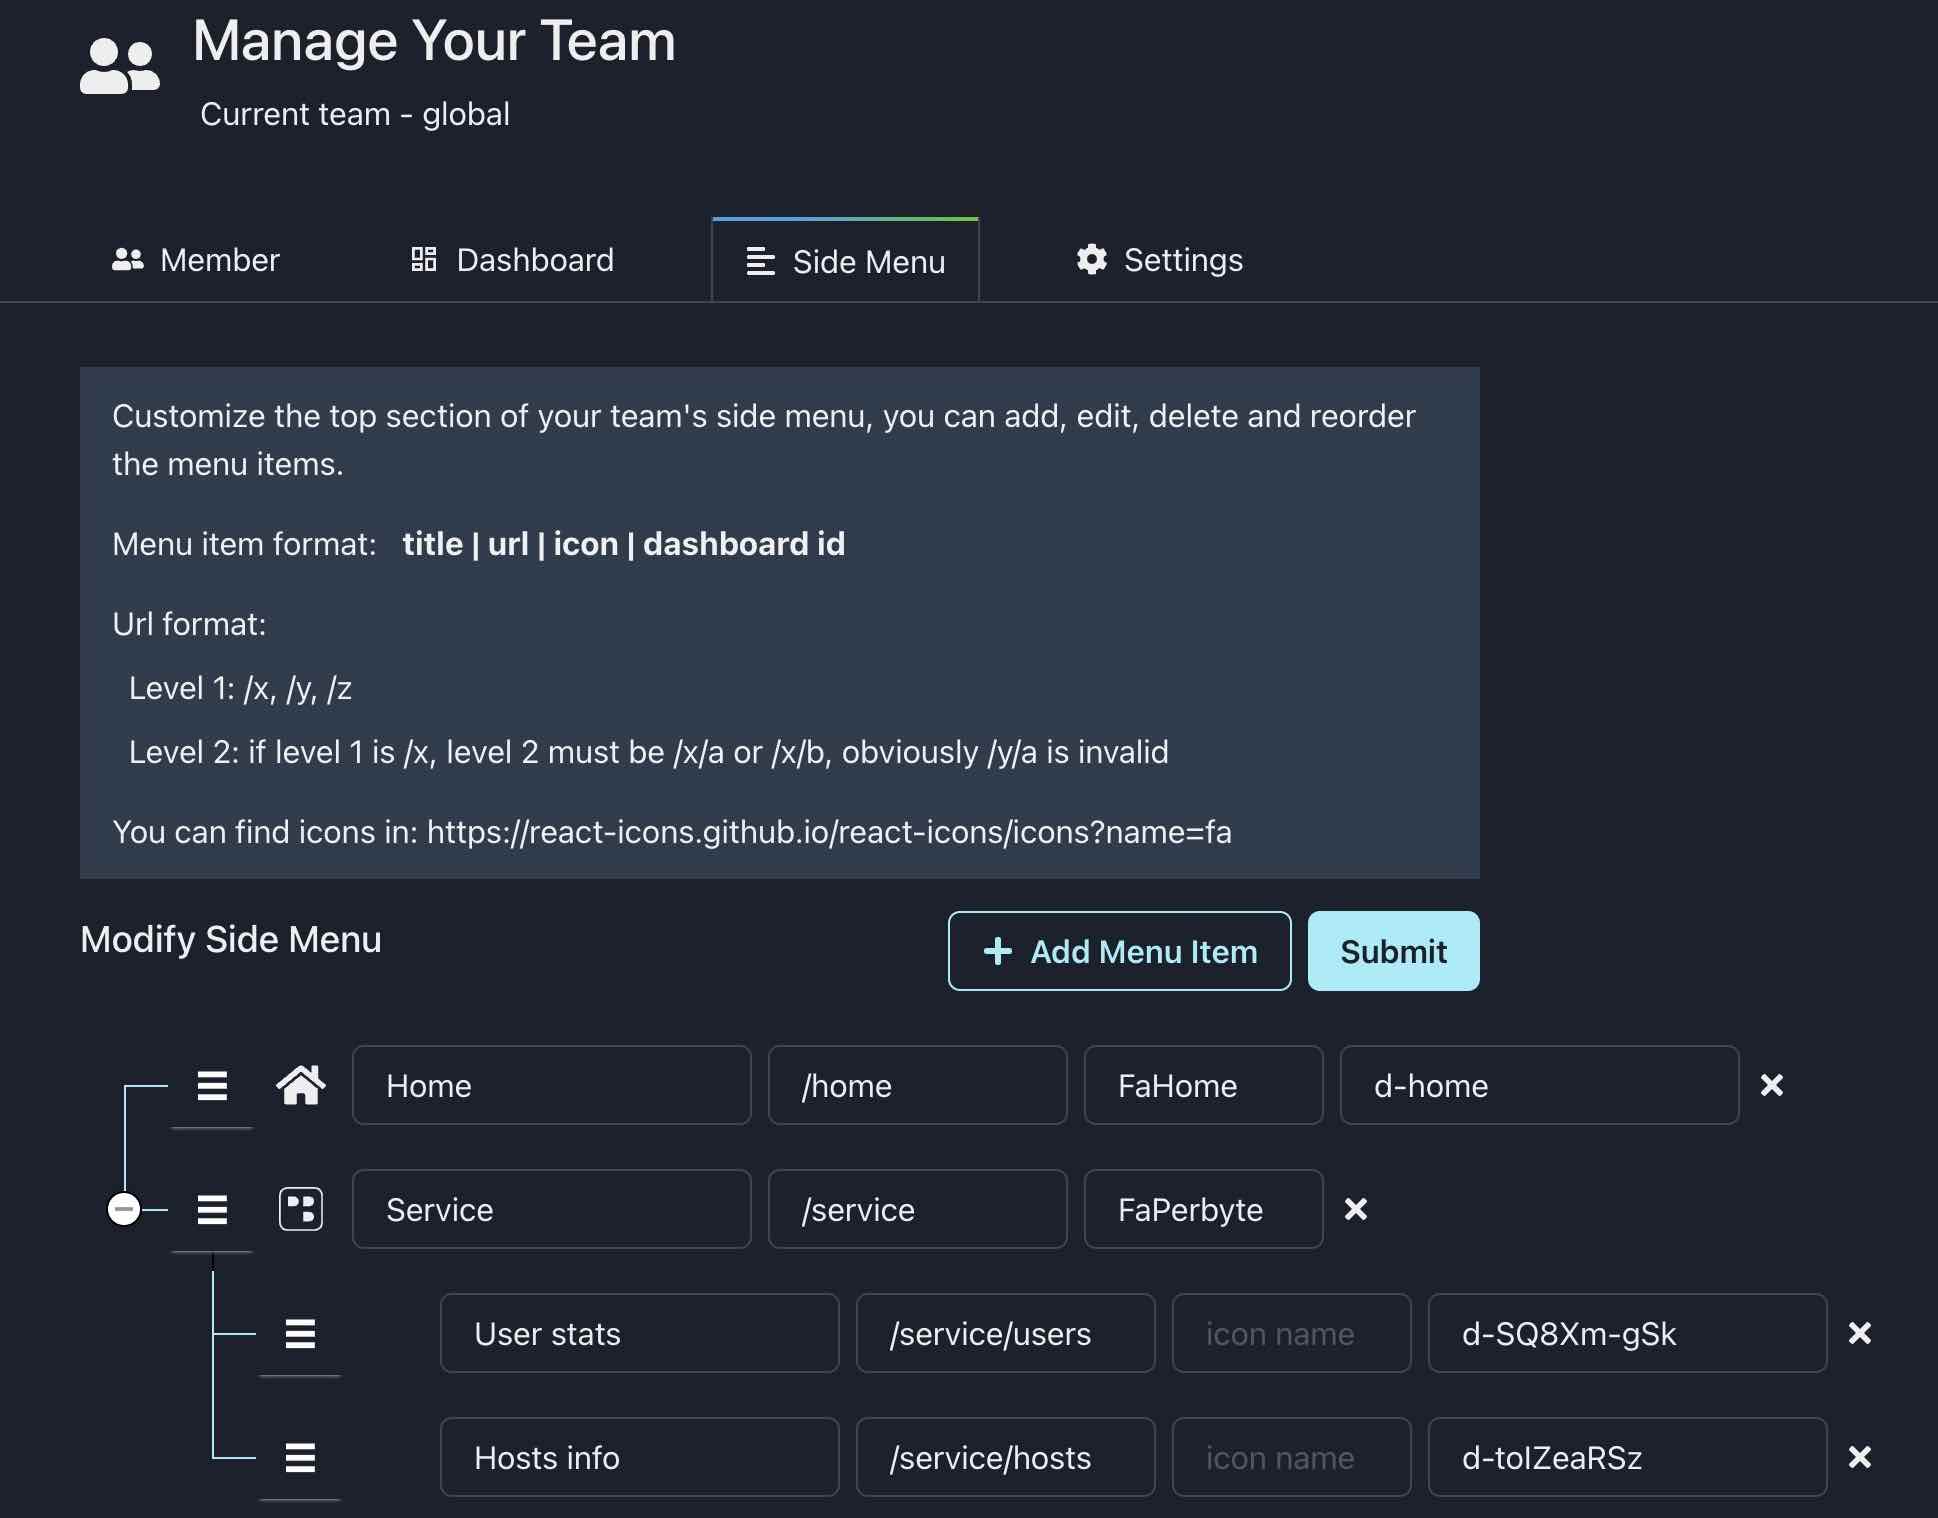 Manage Your Team
Current team - global
Member
Dashboard
Side Menu
Settings
Customize the top section of your team's side menu, you can add, edit, delete and reorder
the menu items.
Menu item format: title | url | icon | dashboard id
Url format:
Level 1: /x, /y, /z
Level 2: if level 1 is /x, level 2 must be /x/a or /x/b, obviously /y/a is invalid
You can find icons in: https://react-icons.github.io/react-icons/icons?name=fa
Modify Side Menu
Add Menu Item
Submit
Home /home FaHome d-home
Service /service FaPerbyte
User stats /service/users icon name d-SQ8Xm-gSk
Hosts info /service/hosts icon name d-toIZeaRSz